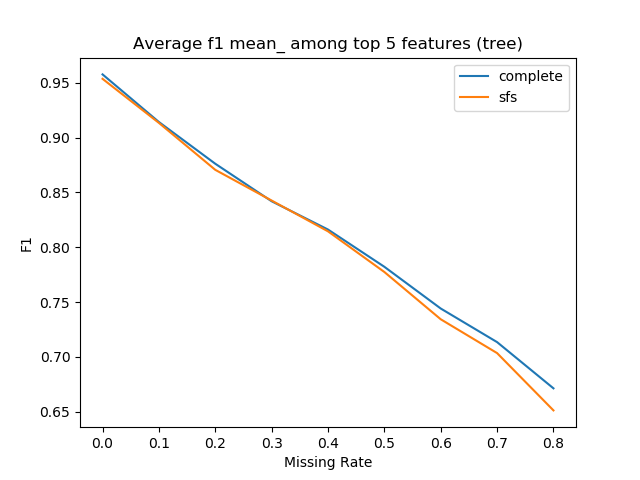 Average f1 mean_ among top 5 features (tree)
complete
sfs
0.95
0.90
0.85
0.80
0.75
0.70
0.65
F1
0.0 0.1 0.2 0.3 0.4 0.5 0.6 0.7 0.8
Missing Rate